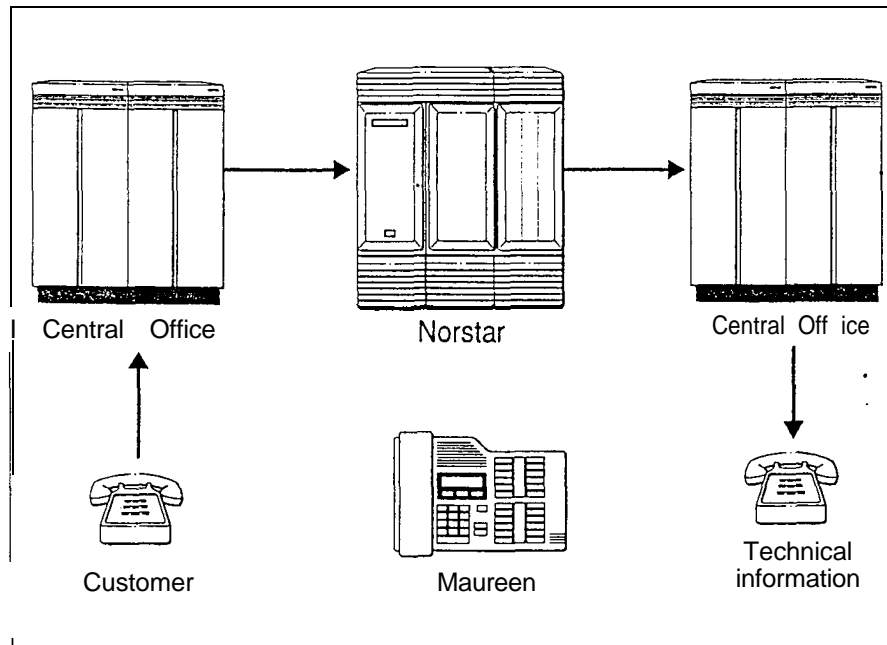 Central Office
Norstar
Central Off ice
Customer
Maureen
Technical
information